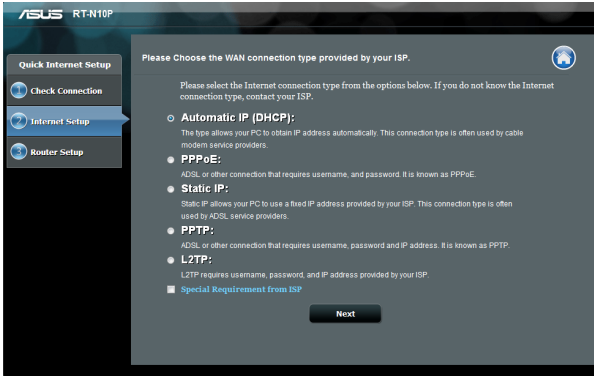 ASUS RT-N10P
Quick Internet Setup
1 Check Connection
2 Internet Setup
3 Router Setup
Please Choose the WAN connection type provided by your ISP.
Please select the Internet connection type from the options below. If you do not know the Internet
connection type, contact your ISP.
Automatic IP (DHCP):
The type allows your PC to obtain IP address automatically. This connection type is often used by cable
modem service providers.
PPPoE:
ADSL or other connection that requires username, and password. It is known as PPPoE.
Static IP:
Static IP allows your PC to use a fixed IP address provided by your ISP. This connection type is often
used by ADSL service providers.
PPTP:
ADSL or other connection that requires username, password and IP address. It is known as PPTP.
L2TP:
L2TP requires username, password, and IP address provided by your ISP.
Special Requirement from ISP
Next